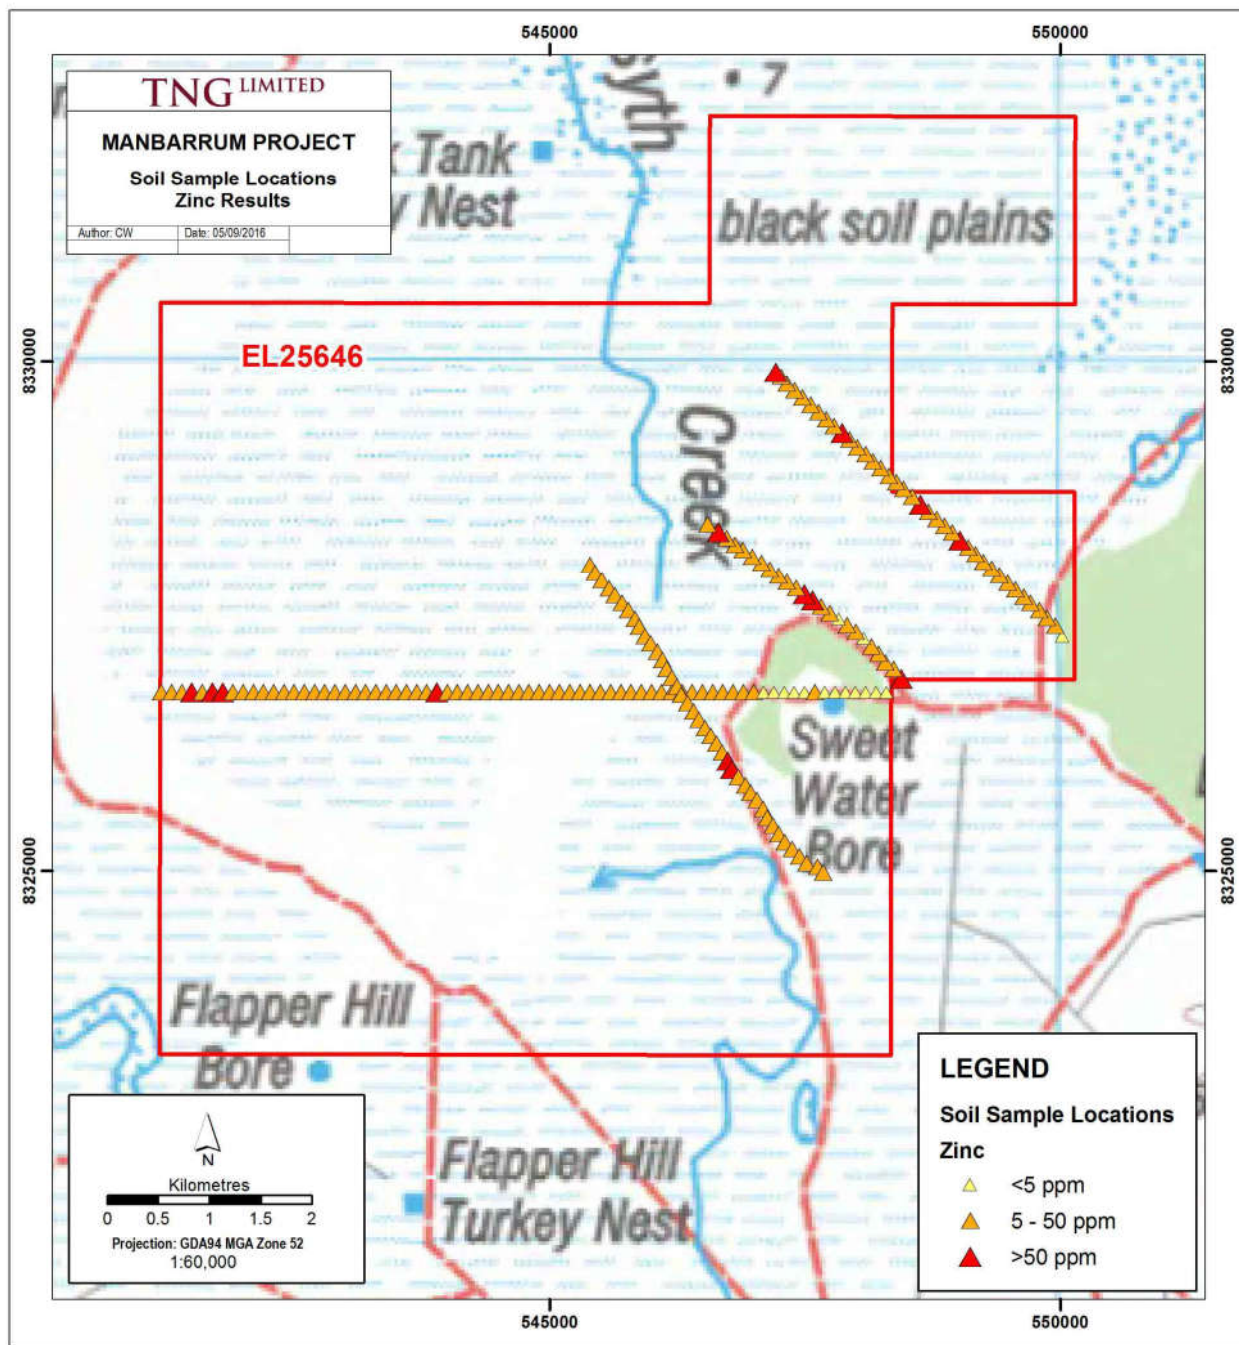 545000
550000
TNG LIMITED
MANBARRUM PROJECT
Soil Sample Locations
Zinc Results
Author: CW
Date: 05/09/2016
syth
7
Tank
Nest
black soil plains
8330000
8330000
EL25646
Creek
Sweet
Water
Bore
8325000
8325000
Flapper Hill
Bore
Flapper Hill
Turkey Nest
N
Kilometres
0 0.5 1 1.5 2
Projection: GDA94 MGA Zone 52
1:60,000
LEGEND
Soil Sample Locations
Zinc
<5 ppm
5 - 50 ppm
>50 ppm
545000
550000